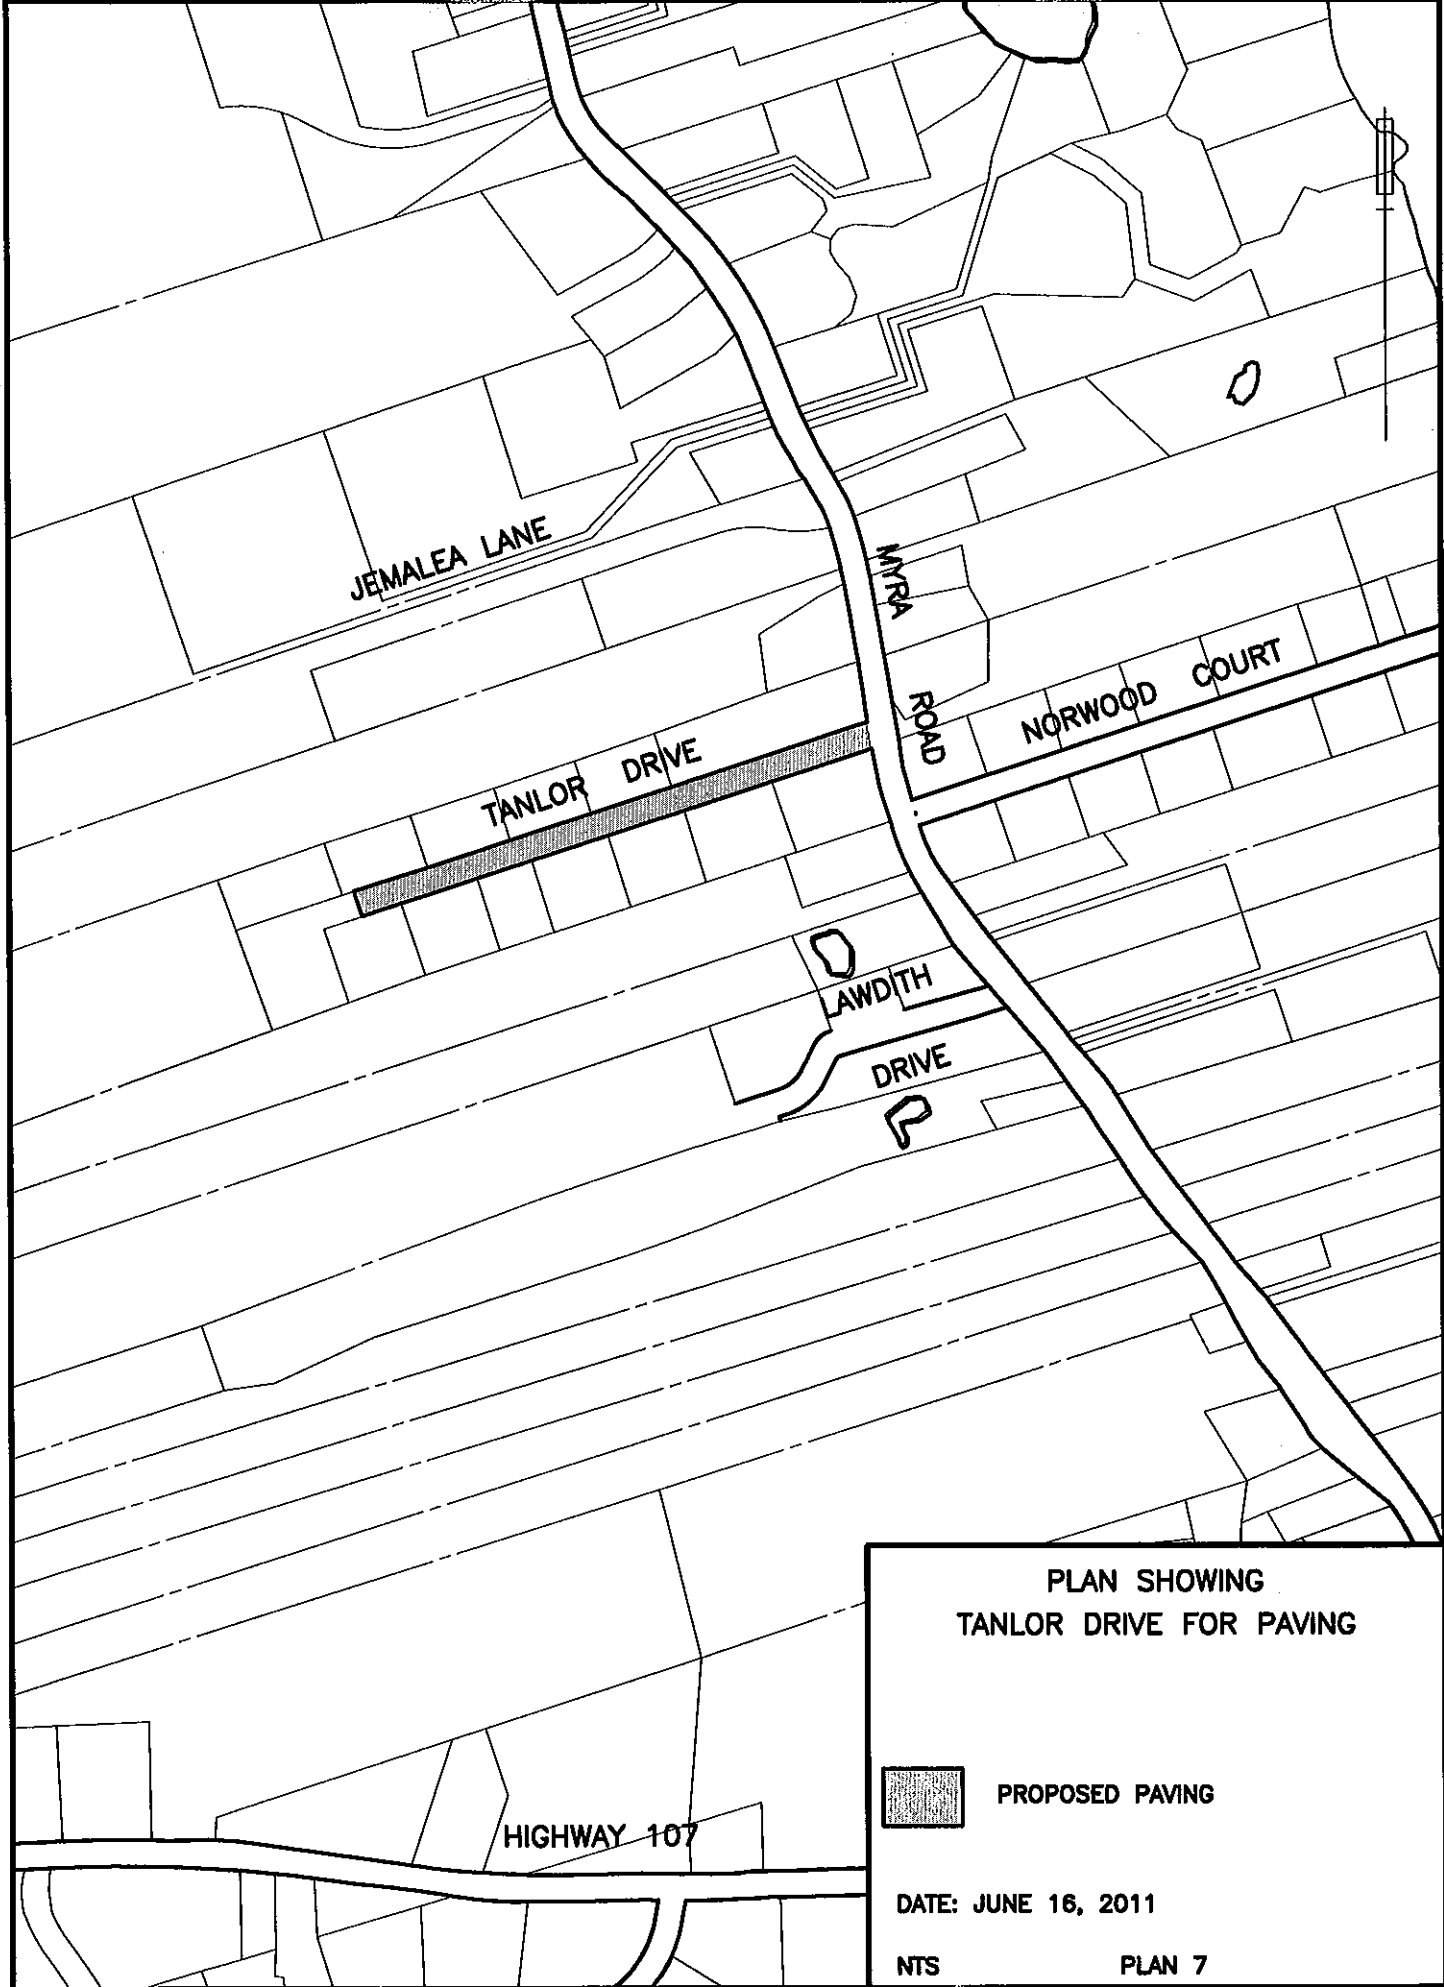 JEMALEA LANE
MYRA ROAD
NORWOOD COURT
TANLOR DRIVE
LAWDITH
DRIVE
PLAN SHOWING
TANLOR DRIVE FOR PAVING
PROPOSED PAVING
HIGHWAY 107
DATE: JUNE 16, 2011
NTS PLAN 7